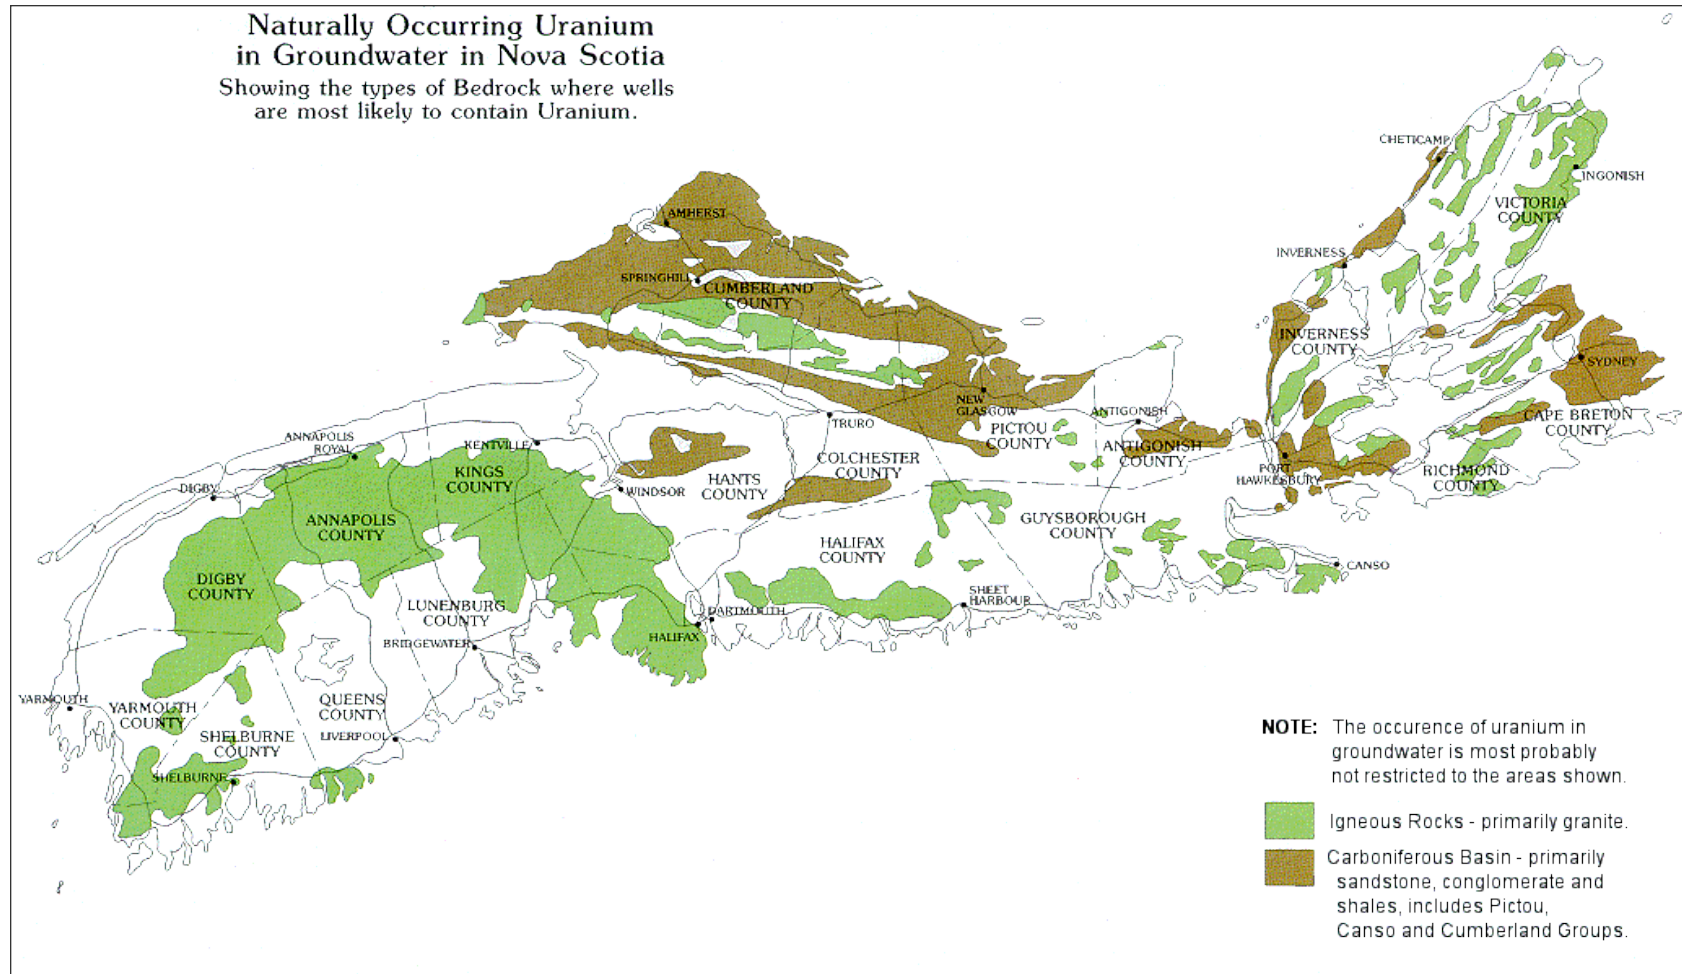 Naturally Occurring Uranium
in Groundwater in Nova Scotia
Showing the types of Bedrock where wells
are most likely to contain Uranium.
CHETICAMP
INGONISH
VICTORIA
COUNTY
AMHERST
INVERNESS
SPRINGHILL
CUMBERLAND
COUNTY
INVERNESS
COUNTY
SYDNEY
NEW
GLASGOW
ANTIGONISH
CAPE BRETON
COUNTY
TRURO
PICTOU
COUNTY
ANNAPOLIS
ROYAL
KENTVILLE
ANTIGONISH
COUNTY
COLCHESTER
COUNTY
KINGS
COUNTY
PORT
HAWKESBURY
RICHMOND
COUNTY
DIGBY
WINDSOR
HANTS
COUNTY
ANNAPOLIS
COUNTY
GUYSBOROUGH
COUNTY
HALIFAX
COUNTY
CANSO
DIGBY
COUNTY
SHEET
HARBOUR
LUNENBURG
COUNTY
DARTMOUTH
HALIFAX
BRIDGEWATER
YARMOUTH
QUEENS
COUNTY
YARMOUTH
COUNTY
SHELBURNE
COUNTY
LIVERPOOL
SHELBURNE
NOTE: The occurence of uranium in
groundwater is most probably
not restricted to the areas shown.
Igneous Rocks - primarily granite.
Carboniferous Basin - primarily
sandstone, conglomerate and
shales, includes Pictou,
Canso and Cumberland Groups.